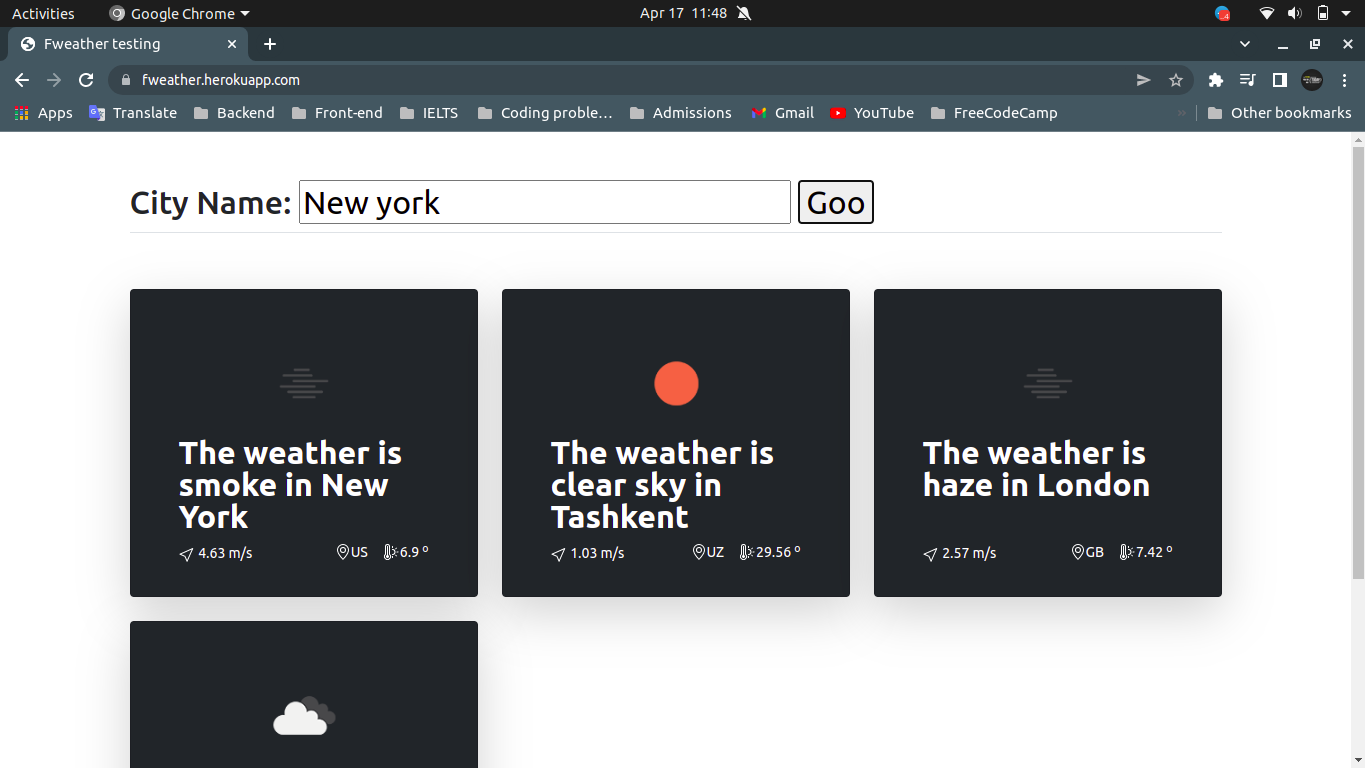 Activities
Google Chrome
Apr 17 11:48
4
Fweather testing
fweather.herokuapp.com
Apps
Translate
Backend
Front-end
IELTS
Coding proble…
Admissions
Gmail
YouTube
FreeCodeCamp
»
Other bookmarks
City Name: New york Goo
The weather is
smoke in New
York
4.63 m/s US 6.9 º
The weather is
clear sky in
Tashkent
1.03 m/s UZ 29.56 º
The weather is
haze in London
2.57 m/s GB 7.42 º